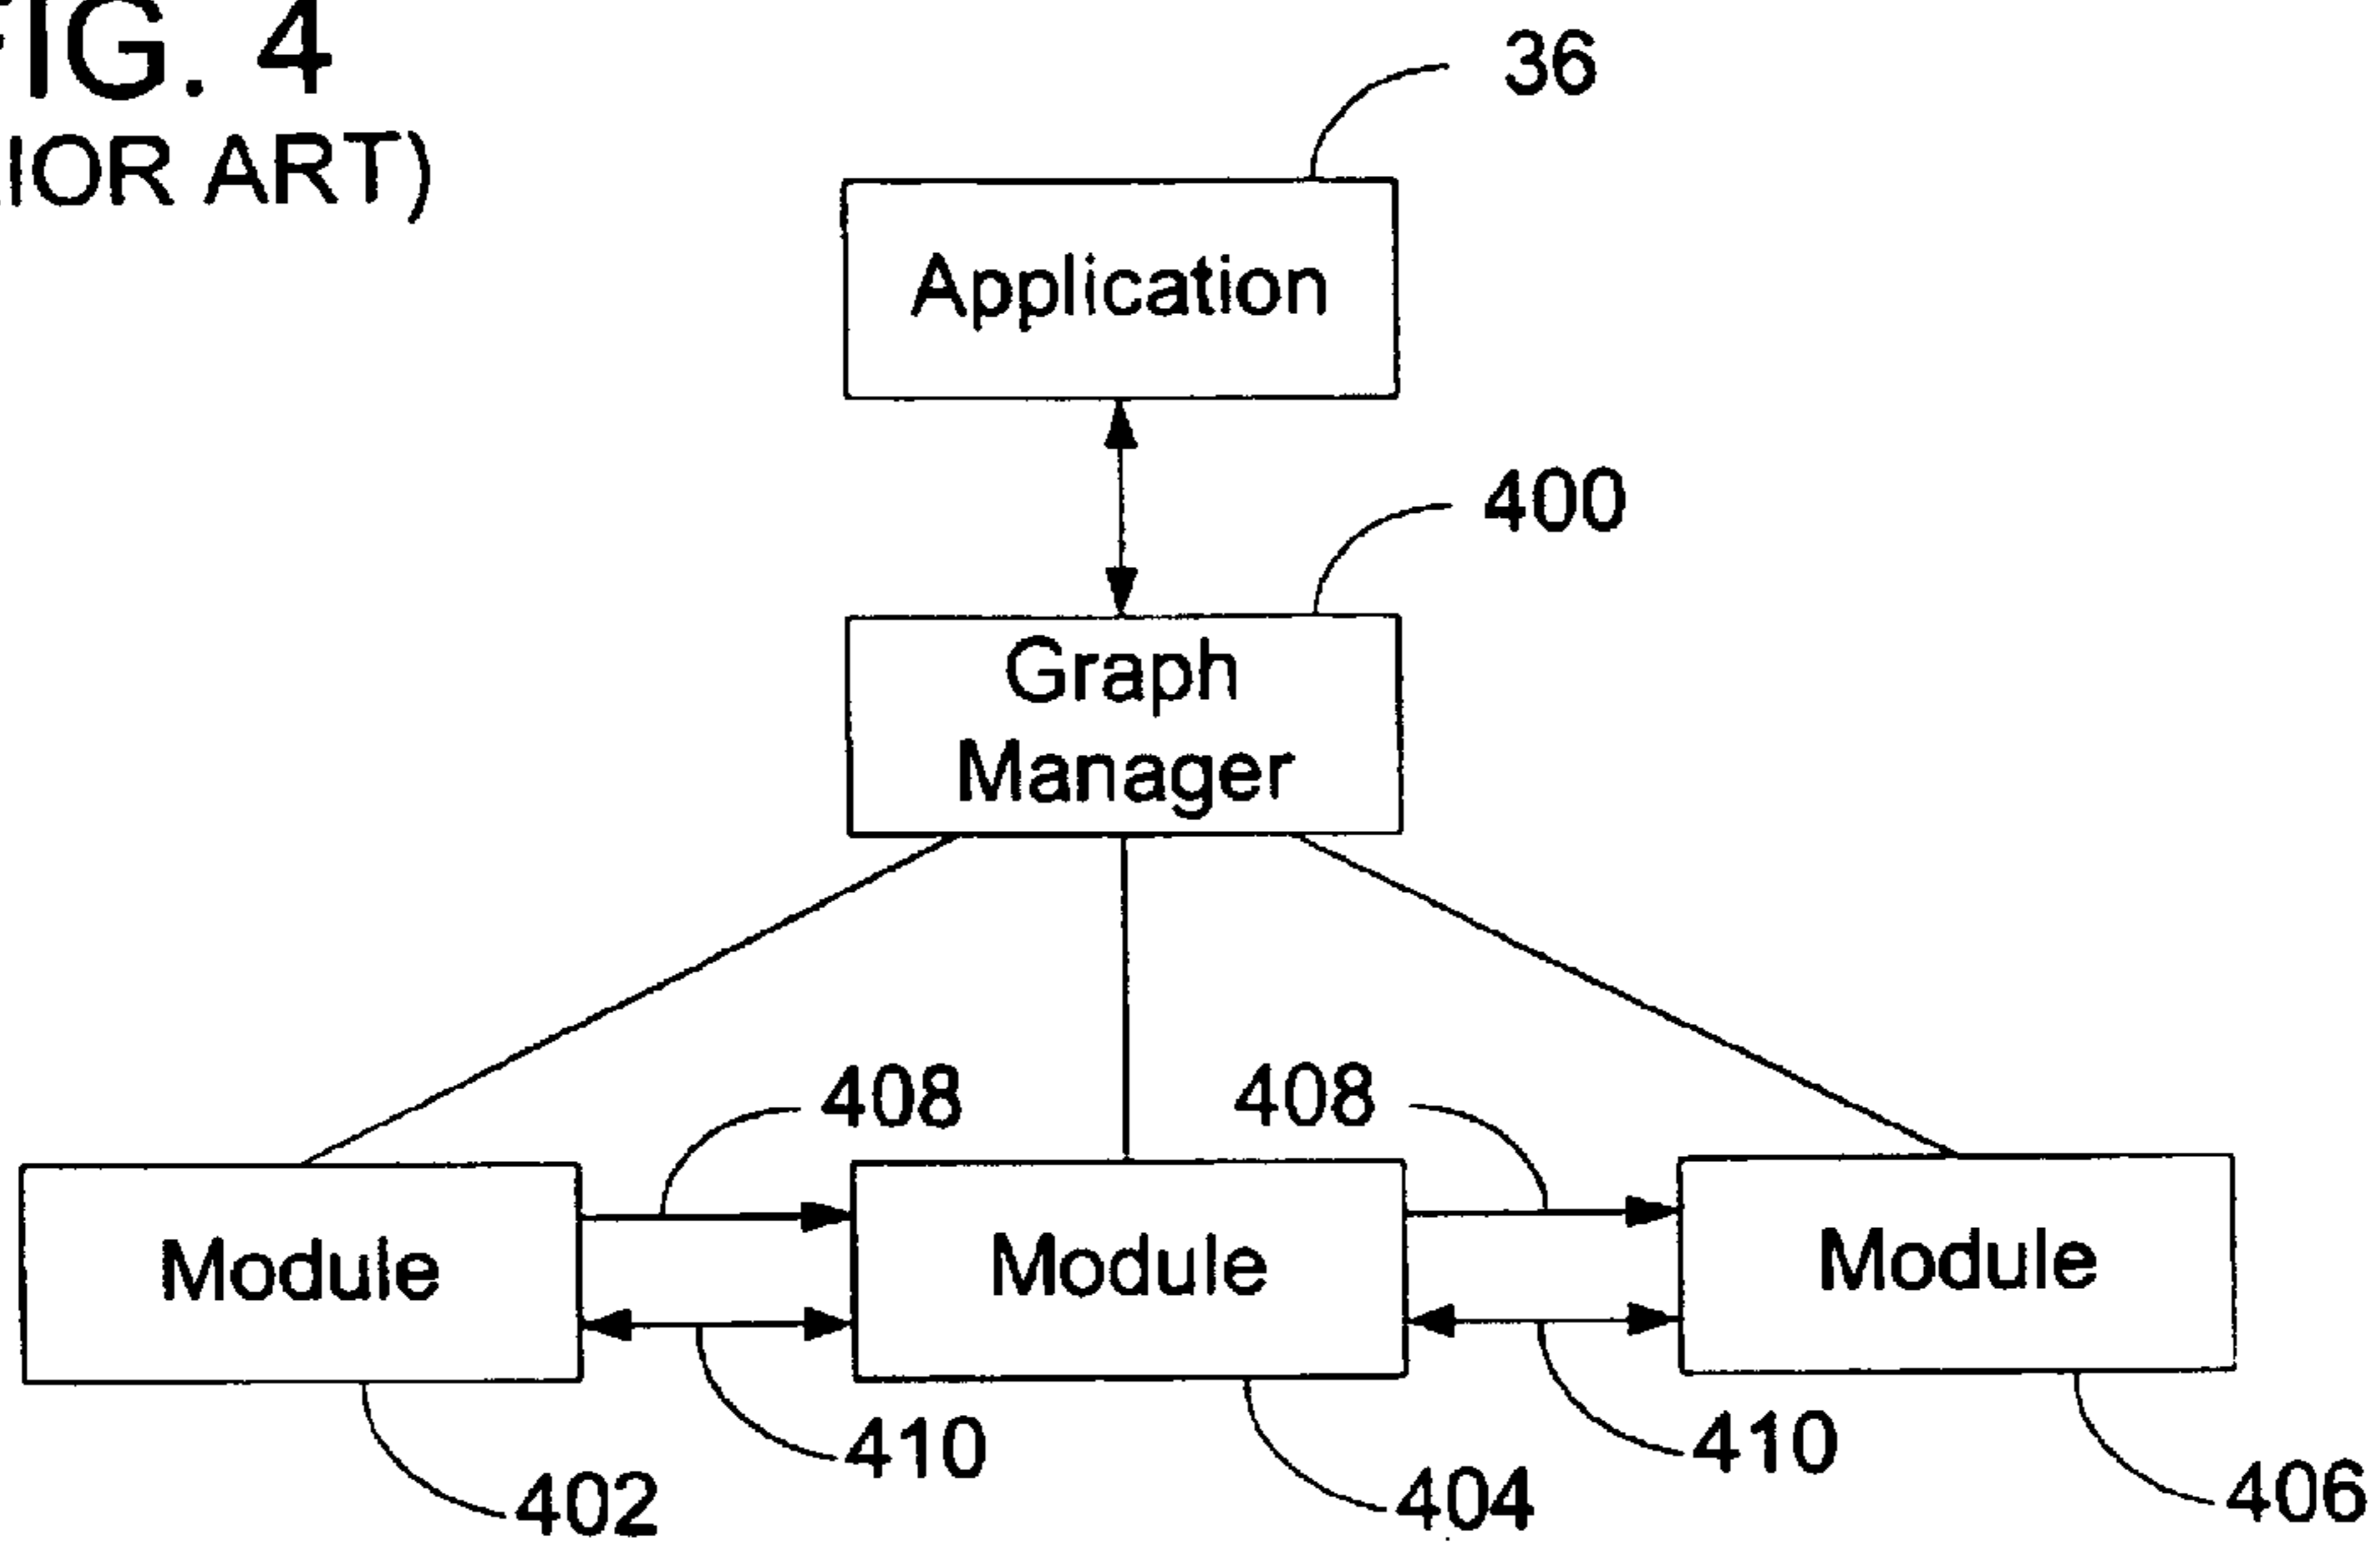 FIG. 4
IOR ART)
36
Application
400
Graph
Manager
408
408
Module
Module
Module
410
410
402
404
406